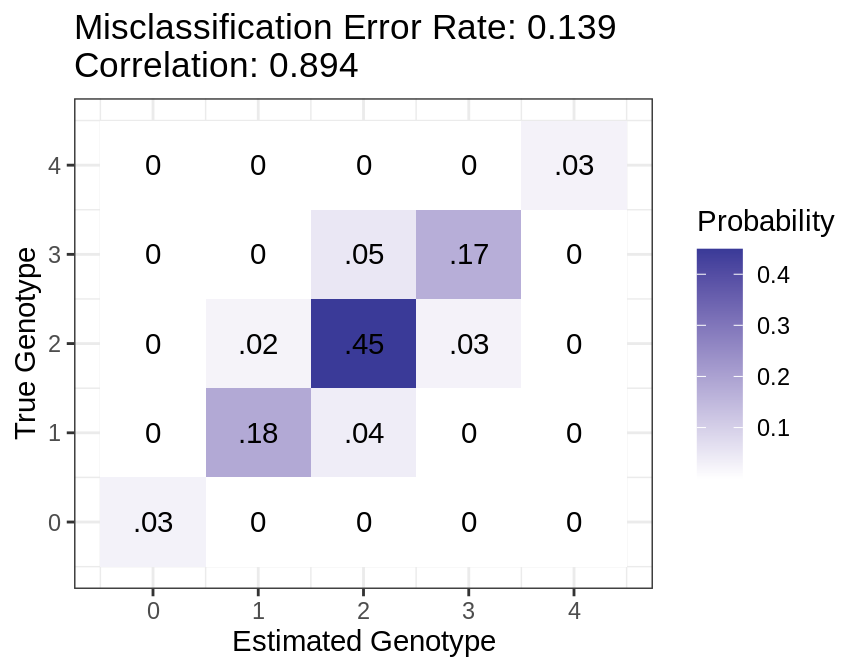 Misclassification Error Rate: 0.139
Correlation: 0.894
4 0 0 0 0 .03
3 0 0 .05 .17 0
2 0 .02 .45 .03 0
1 0 .18 .04 0 0
0 .03 0 0 0 0
0 1 2 3 4
Estimated Genotype
True Genotype
Probability
0.4
0.3
0.2
0.1